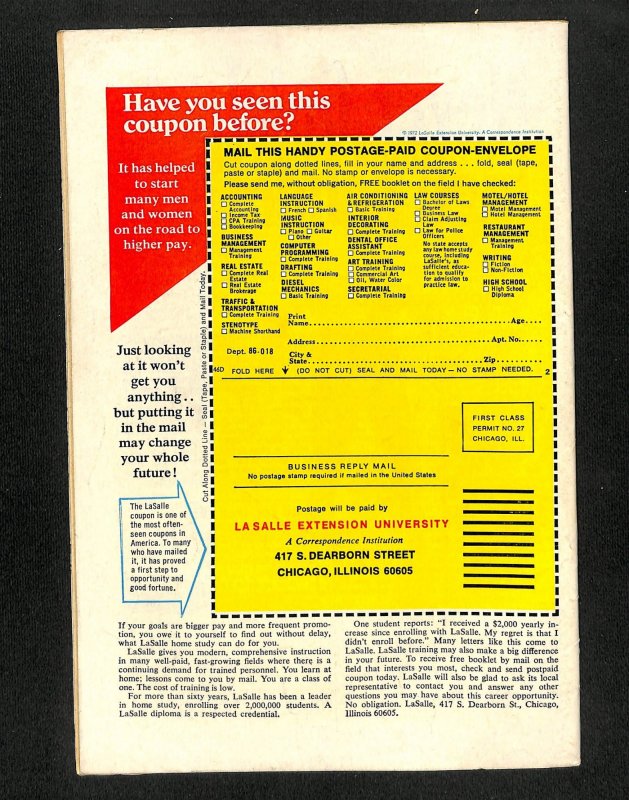 Have you seen this
coupon before?
© 1972 LaSalle Extension University, A Correspondence Institution
It has helped
to start
many men
and women
on the road to
higher pay.
Just looking
at it won't
get you
anything . .
but putting it
in the mail
may change
your whole
future!
The LaSalle
coupon is one of
the most often-
seen coupons in
America. To many
who have mailed
it, it has proved
a first step to
opportunity and
good fortune.
Cut Along Dotted Line — Seal (Tape, Paste or Staple) and Mail Today.
MAIL THIS HANDY POSTAGE-PAID COUPON-ENVELOPE
Cut coupon along dotted lines, fill in your name and address . . . fold, seal (tape,
paste or staple) and mail. No stamp or envelope is necessary.
Please send me, without obligation, FREE booklet on the field I have checked:
ACCOUNTING
Complete
Accounting
Income Tax
CPA Training
Bookkeeping
BUSINESS
MANAGEMENT
Management
Training
REAL ESTATE
Complete Real
Estate
Real Estate
Brokerage
TRAFFIC &
TRANSPORTATION
Complete Training
STENOTYPE
Machine Shorthand
LANGUAGE
INSTRUCTION
French Spanish
MUSIC
INSTRUCTION
Piano Guitar
Other
COMPUTER
PROGRAMMING
Complete Training
DRAFTING
Complete Training
DIESEL
MECHANICS
Basic Training
AIR CONDITIONING
& REFRIGERATION
Basic Training
INTERIOR
DECORATING
Complete Training
DENTAL OFFICE
ASSISTANT
Complete Training
ART TRAINING
Complete Training
Commercial Art
Oil, Water Color
SECRETARIAL
Complete Training
LAW COURSES
Bachelor of Laws
Degree
Business Law
Claim Adjusting
Law
Law for Police
Officers
No state accepts
any law home study
course, including
LaSalle's, as
sufficient educa-
tion to qualify
for admission to
practice law.
MOTEL/HOTEL
MANAGEMENT
Motel Management
Hotel Management
RESTAURANT
MANAGEMENT
Management
Training
WRITING
Fiction
Non-Fiction
HIGH SCHOOL
High School
Diploma
Print
Name Age
Address Apt. No.
Dept. 86-018
City &
State Zip
46D FOLD HERE (DO NOT CUT) SEAL AND MAIL TODAY — NO STAMP NEEDED. 2
FIRST CLASS
PERMIT NO. 27
CHICAGO, ILL.
BUSINESS REPLY MAIL
No postage stamp required if mailed in the United States
Postage will be paid by
LA SALLE EXTENSION UNIVERSITY
A Correspondence Institution
417 S. DEARBORN STREET
CHICAGO, ILLINOIS 60605
If your goals are bigger pay and more frequent promo-
tion, you owe it to yourself to find out without delay,
what LaSalle home study can do for you.
LaSalle gives you modern, comprehensive instruction
in many well-paid, fast-growing fields where there is a
continuing demand for trained personnel. You learn at
home; lessons come to you by mail. You are a class of
one. The cost of training is low.
For more than sixty years, LaSalle has been a leader
in home study, enrolling over 2,000,000 students. A
LaSalle diploma is a respected credential.
One student reports: "I received a $2,000 yearly in-
crease since enrolling with LaSalle. My regret is that I
didn't enroll before." Many letters like this come to
LaSalle. LaSalle training may also make a big difference
in your future. To receive free booklet by mail on the
field that interests you most, check and send postpaid
coupon today. LaSalle will also be glad to ask its local
representative to contact you and answer any other
questions you may have about this career opportunity.
No obligation. LaSalle, 417 S. Dearborn St., Chicago,
Illinois 60605.